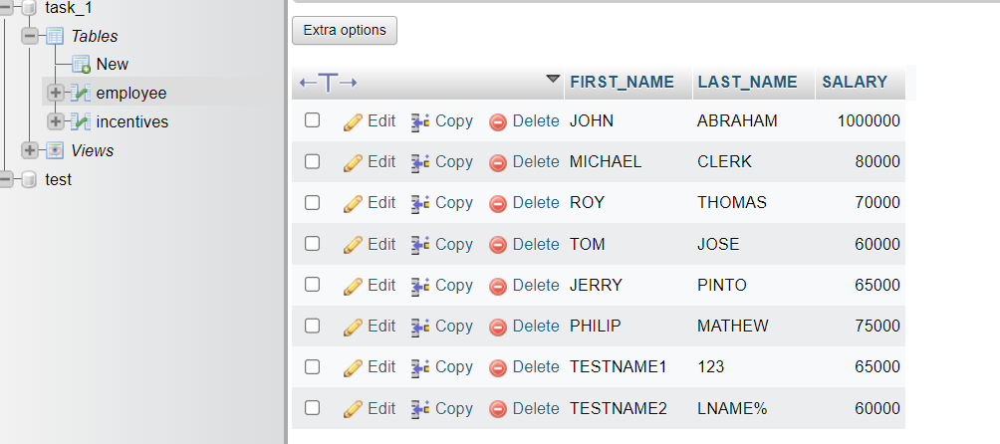 task_1
Tables
New
employee
incentives
Views
test
Extra options
FIRST_NAME LAST_NAME SALARY
Edit Copy Delete JOHN ABRAHAM 1000000
Edit Copy Delete MICHAEL CLERK 80000
Edit Copy Delete ROY THOMAS 70000
Edit Copy Delete TOM JOSE 60000
Edit Copy Delete JERRY PINTO 65000
Edit Copy Delete PHILIP MATHEW 75000
Edit Copy Delete TESTNAME1 123 65000
Edit Copy Delete TESTNAME2 LNAME% 60000